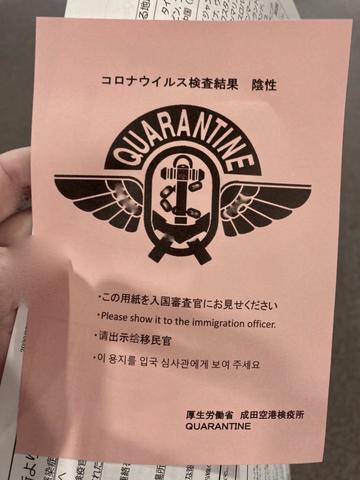 コロナウイルス検査結果 陰性
QUARANTINE
・この用紙を入国審査官にお見せください
・Please show it to the immigration officer.
・请出示给移民官
・이 용지를 입국 심사관에게 보여 주세요
厚生労働省 成田空港検疫所
QUARANTINE